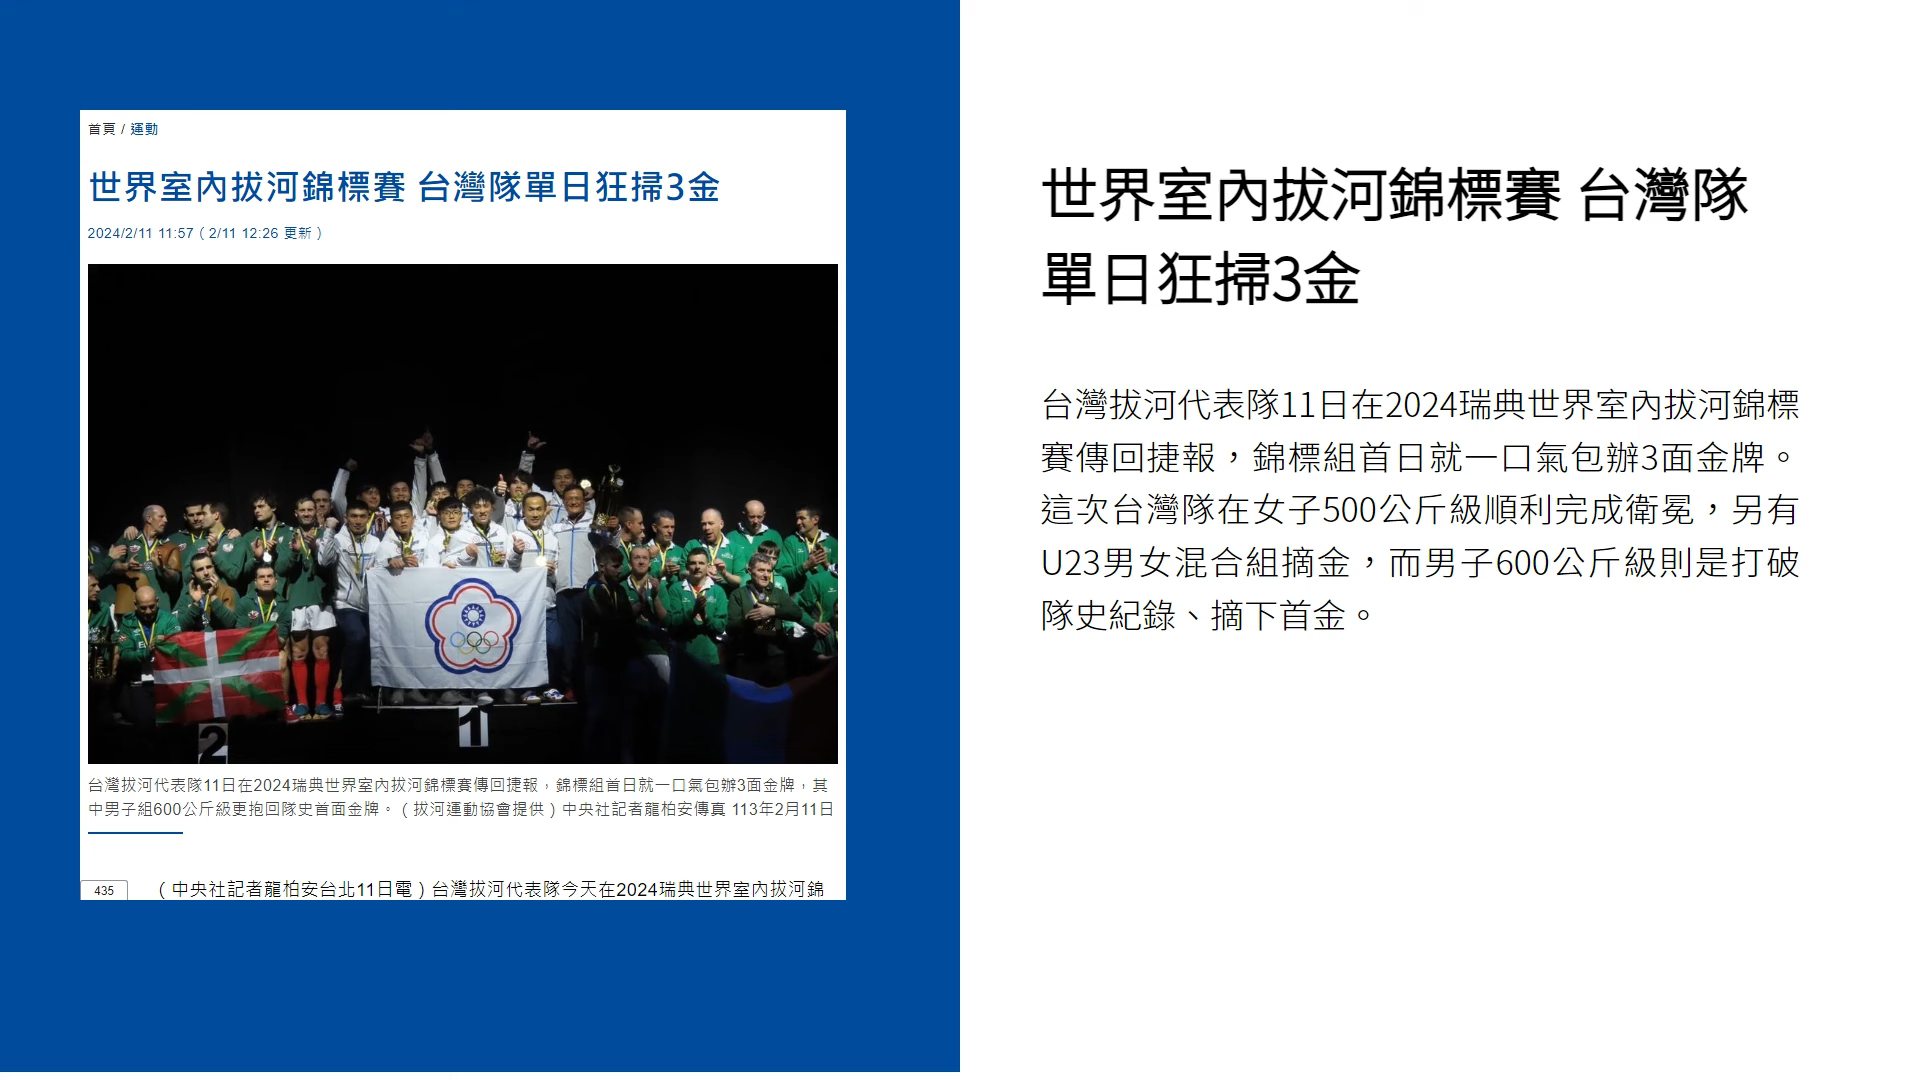 首頁 / 運動
世界室內拔河錦標賽 台灣隊單日狂掃3金
2024/2/11 11:57（2/11 12:26 更新）
2
1
台灣拔河代表隊11日在2024瑞典世界室內拔河錦標賽傳回捷報，錦標組首日就一口氣包辦3面金牌，其
中男子組600公斤級更抱回隊史首面金牌。（拔河運動協會提供）中央社記者龍柏安傳真 113年2月11日
435
（中央社記者龍柏安台北11日電）台灣拔河代表隊今天在2024瑞典世界室內拔河錦
世界室內拔河錦標賽 台灣隊
單日狂掃3金
台灣拔河代表隊11日在2024瑞典世界室內拔河錦標
賽傳回捷報，錦標組首日就一口氣包辦3面金牌。
這次台灣隊在女子500公斤級順利完成衛冕，另有
U23男女混合組摘金，而男子600公斤級則是打破
隊史紀錄、摘下首金。